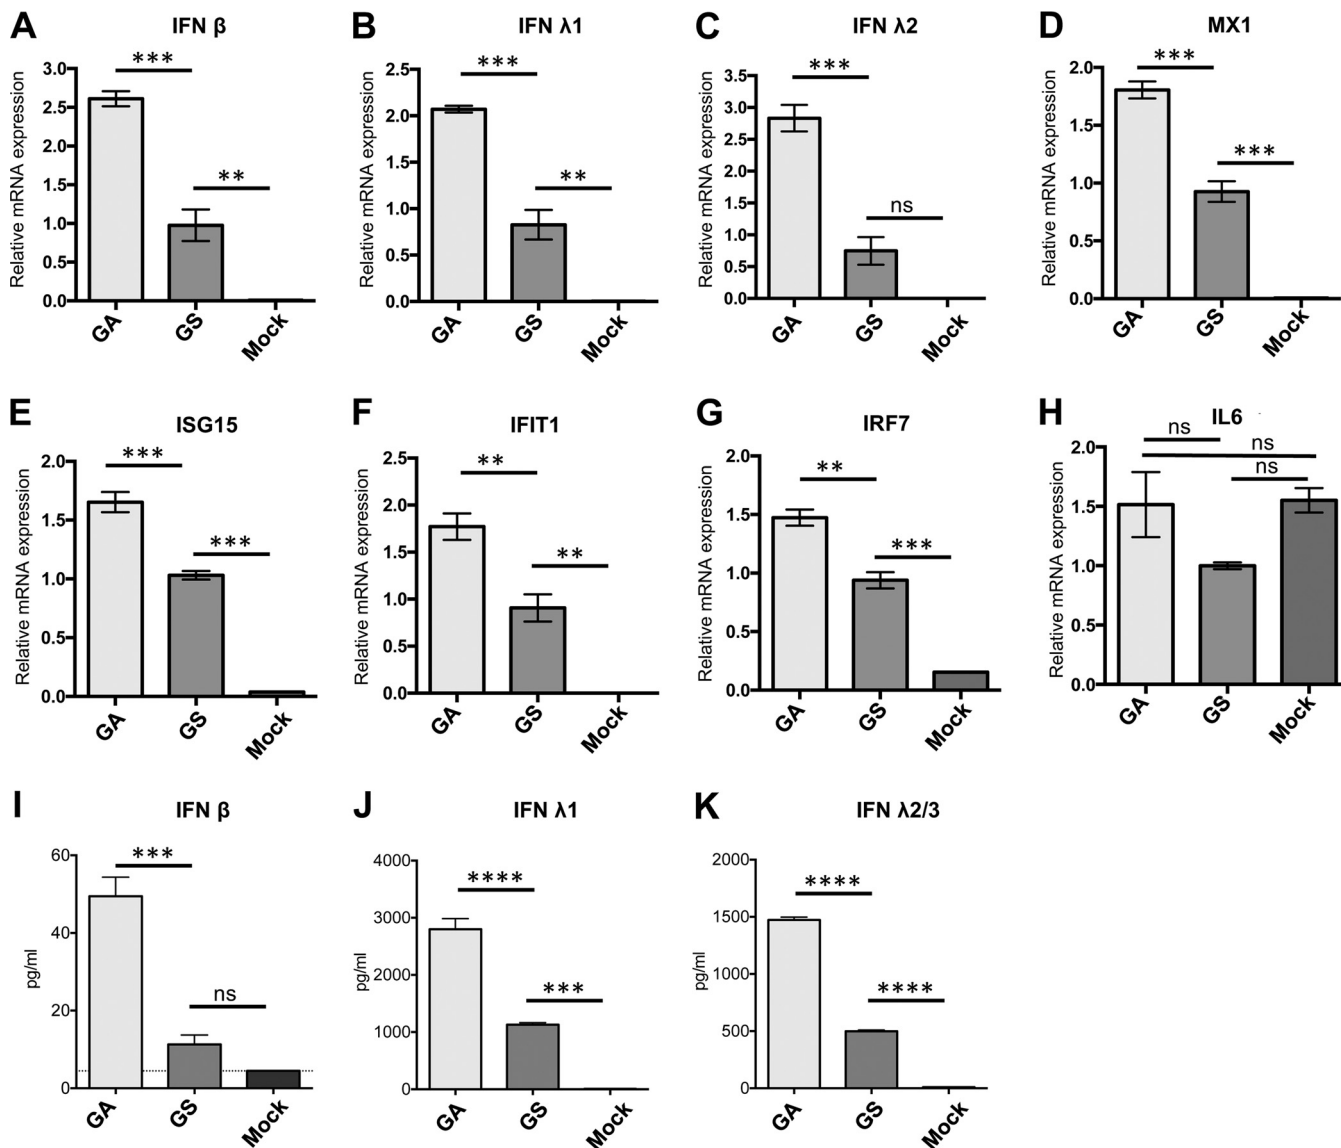 A IFN β
***
**
Relative mRNA expression
3.0
2.5
2.0
1.5
1.0
0.5
0.0
GA GS Mock
B IFN λ1
***
**
Relative mRNA expression
2.5
2.0
1.5
1.0
0.5
0.0
GA GS Mock
C IFN λ2
***
ns
Relative mRNA expression
3.5
3.0
2.5
2.0
1.5
1.0
0.5
0.0
GA GS Mock
D MX1
***
***
Relative mRNA expression
2.0
1.5
1.0
0.5
0.0
GA GS Mock
E ISG15
***
***
Relative mRNA expression
2.0
1.5
1.0
0.5
0.0
GA GS Mock
F IFIT1
**
**
Relative mRNA expression
2.5
2.0
1.5
1.0
0.5
0.0
GA GS Mock
G IRF7
**
***
Relative mRNA expression
2.0
1.5
1.0
0.5
0.0
GA GS Mock
H IL6
ns
ns
ns
Relative mRNA expression
2.0
1.5
1.0
0.5
0.0
GA GS Mock
I IFN β
***
ns
pg/ml
60
40
20
0
GA GS Mock
J IFN λ1
****
***
pg/ml
4000
3000
2000
1000
0
GA GS Mock
K IFN λ2/3
****
****
pg/ml
2000
1500
1000
500
0
GA GS Mock